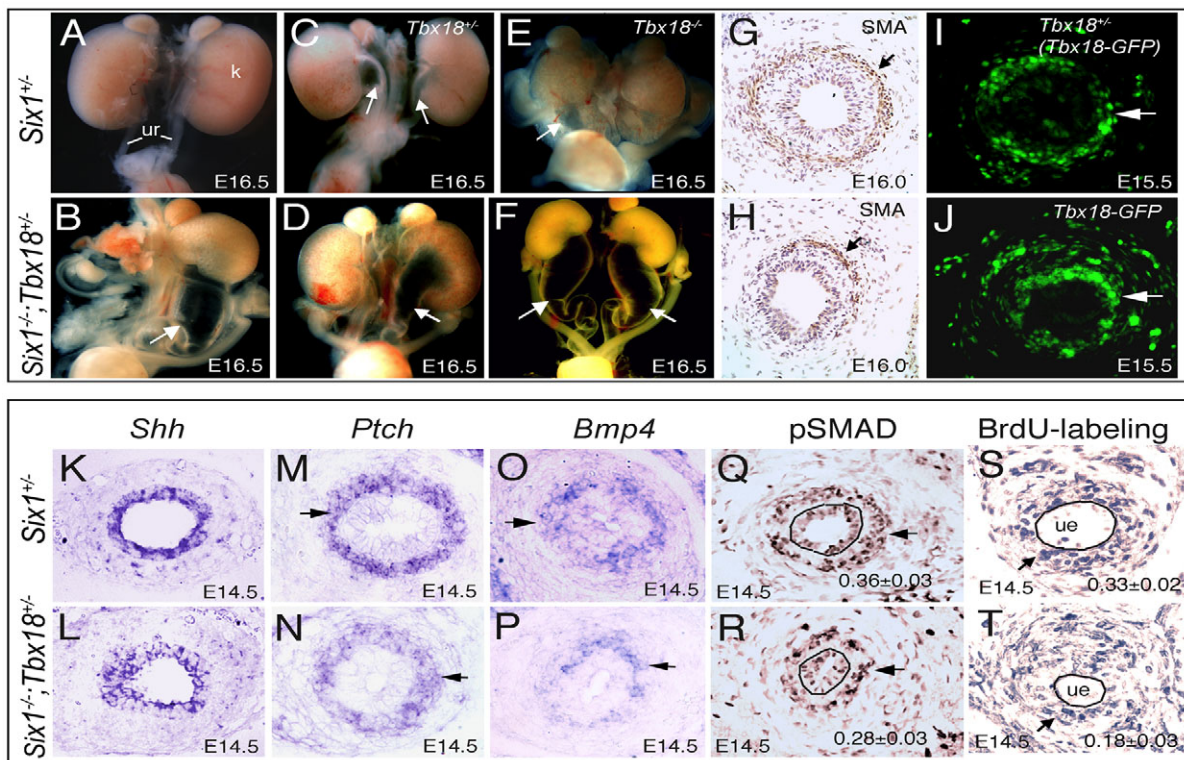 Six1+/-
A
k
ur
E16.5
C
Tbx18+/-
E16.5
E
Tbx18-/-
E16.5
G
SMA
E16.0
I
Tbx18+/-
(Tbx18-GFP)
E15.5
Six1-/-;Tbx18+/-
B
E16.5
D
E16.5
F
E16.5
H
SMA
E16.0
J
Tbx18-GFP
E15.5
Shh
Ptch
Bmp4
pSMAD
BrdU-labeling
Six1+/-
K
E14.5
M
E14.5
O
E14.5
Q
E14.5
0.36±0.03
S
ue
E14.5
0.33±0.02
Six1-/-;Tbx18+/-
L
E14.5
N
E14.5
P
E14.5
R
E14.5
0.28±0.03
T
ue
E14.5
0.18±0.03